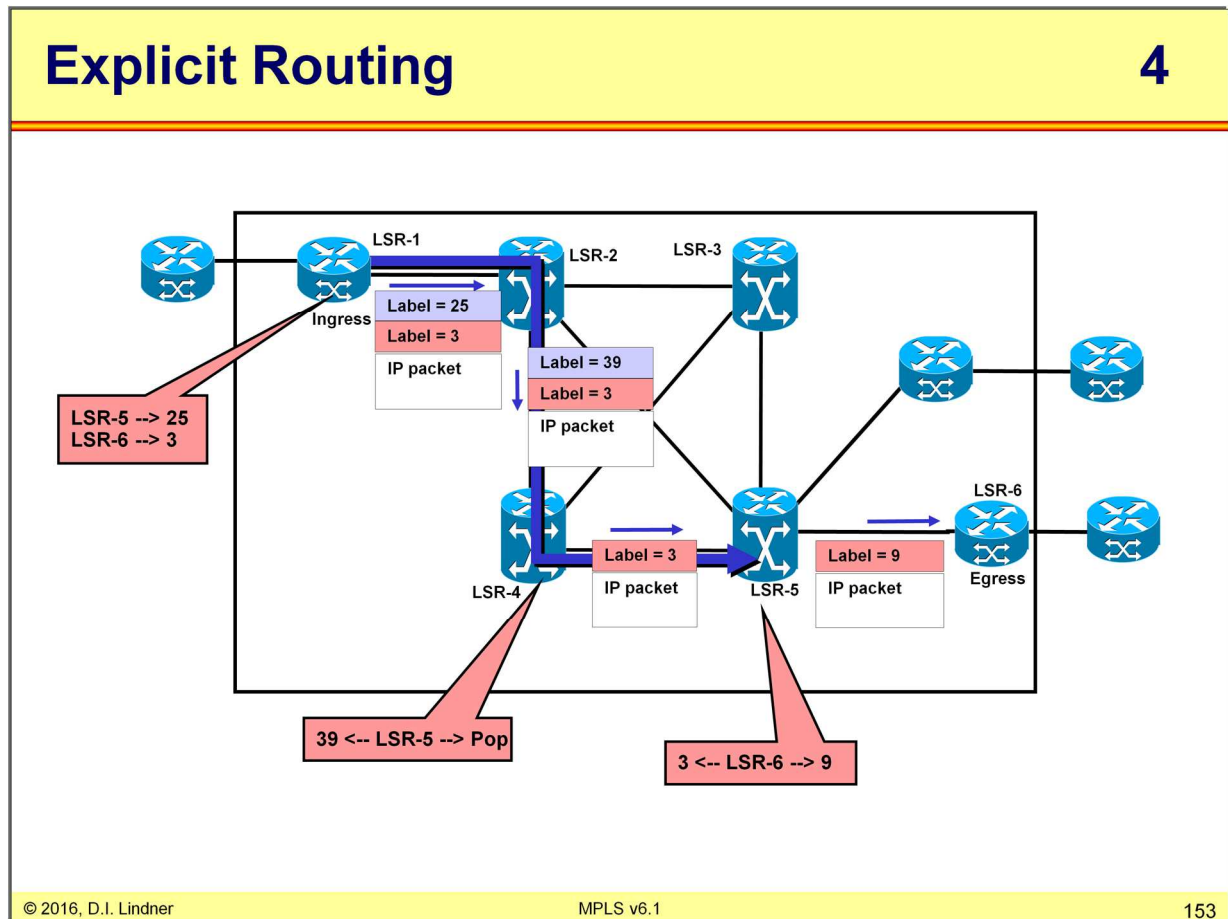 Explicit Routing
4
LSR-1
LSR-2
LSR-3
Ingress
Label = 25
Label = 3
IP packet
Label = 39
Label = 3
IP packet
LSR-5 --> 25
LSR-6 --> 3
LSR-4
Label = 3
IP packet
LSR-5
Label = 9
IP packet
LSR-6
Egress
39 <-- LSR-5 --> Pop
3 <-- LSR-6 --> 9
© 2016, D.I. Lindner
MPLS v6.1
153